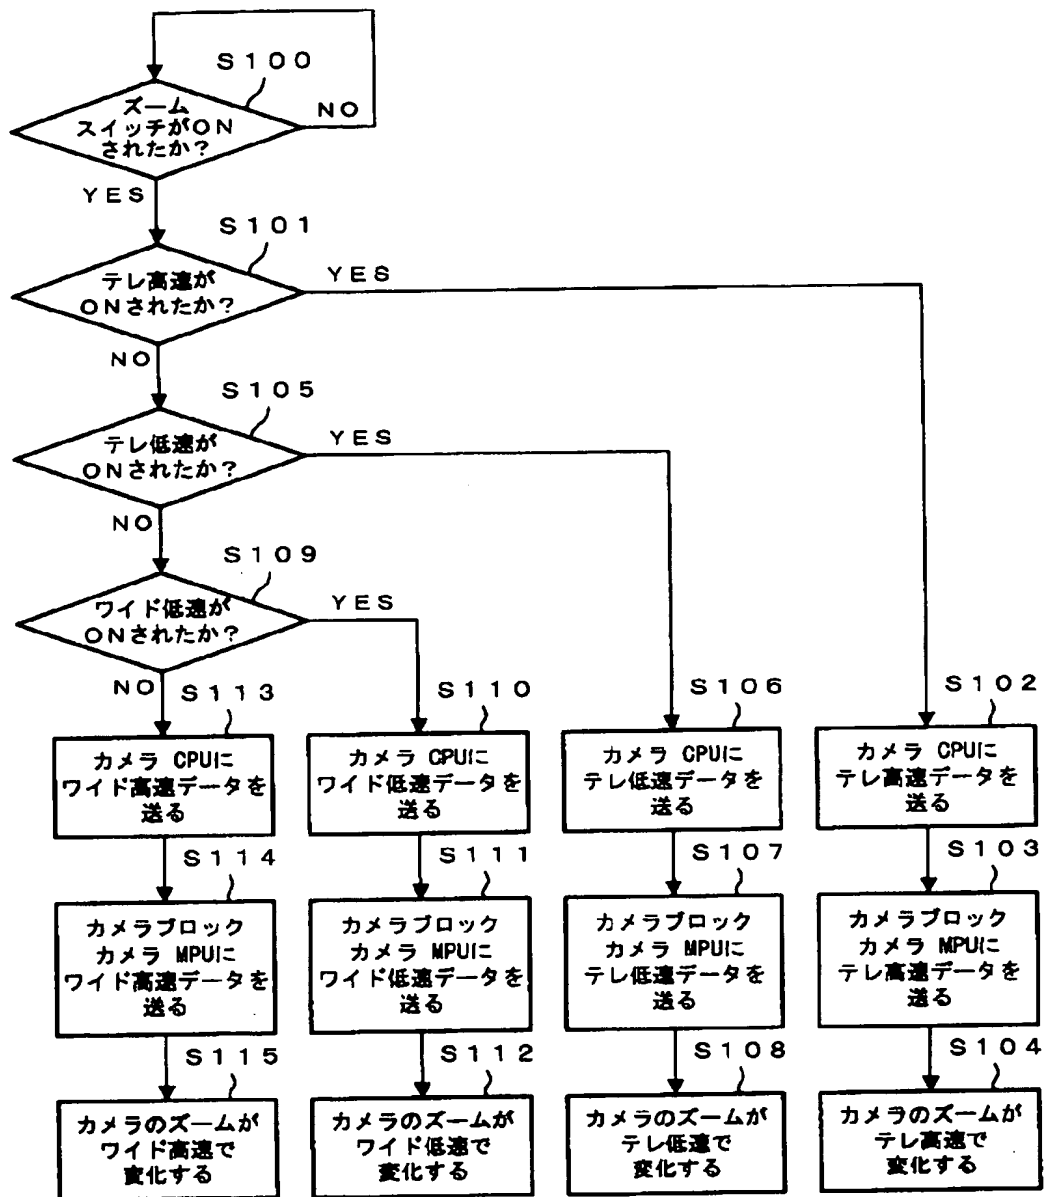 S100
ズーム
スイッチがON
されたか?
NO
YES
S101
テレ高速が
ONされたか?
YES
NO
S105
テレ低速が
ONされたか?
YES
NO
S109
ワイド低速が
ONされたか?
YES
NO
S113
カメラ CPUに
ワイド高速データを
送る
S110
カメラ CPUに
ワイド低速データを
送る
S106
カメラ CPUに
テレ低速データを
送る
S102
カメラ CPUに
テレ高速データを
送る
S114
カメラブロック
カメラ MPUに
ワイド高速データを
送る
S111
カメラブロック
カメラ MPUに
ワイド低速データを
送る
S107
カメラブロック
カメラ MPUに
テレ低速データを
送る
S103
カメラブロック
カメラ MPUに
テレ高速データを
送る
S115
カメラのズームが
ワイド高速で
変化する
S112
カメラのズームが
ワイド低速で
変化する
S108
カメラのズームが
テレ低速で
変化する
S104
カメラのズームが
テレ高速で
変化する